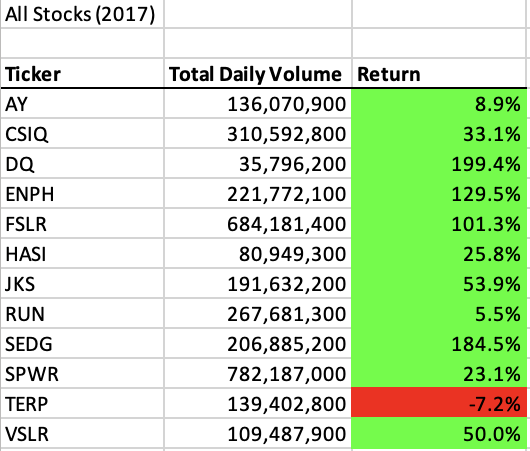 All Stocks (2017)
Ticker Total Daily Volume Return
AY 136,070,900 8.9%
CSIQ 310,592,800 33.1%
DQ 35,796,200 199.4%
ENPH 221,772,100 129.5%
FSLR 684,181,400 101.3%
HASI 80,949,300 25.8%
JKS 191,632,200 53.9%
RUN 267,681,300 5.5%
SEDG 206,885,200 184.5%
SPWR 782,187,000 23.1%
TERP 139,402,800 -7.2%
VSLR 109,487,900 50.0%